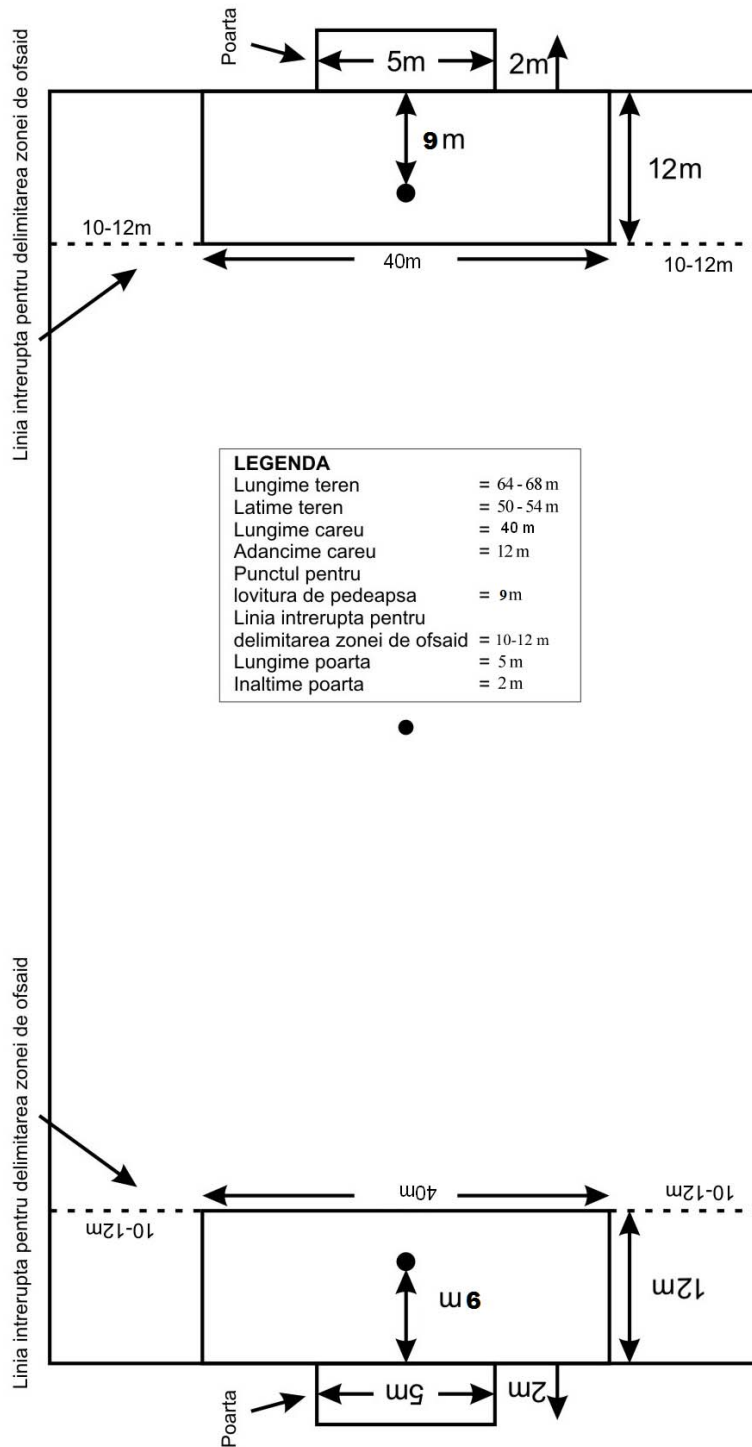 Poarta
5m
2m
Linia intrerupta pentru delimitarea zonei de ofsaid
9 m
12m
10-12m
40m
10-12m
LEGENDA
Lungime teren = 64 - 68 m
Latime teren = 50 - 54 m
Lungime careu = 40 m
Adancime careu = 12 m
Punctul pentru
lovitura de pedeapsa = 9 m
Linia intrerupta pentru
delimitarea zonei de ofsaid = 10-12 m
Lungime poarta = 5 m
Inaltime poarta = 2 m
Linia intrerupta pentru delimitarea zonei de ofsaid
40m
10-12m
10-12m
9 m
12m
5m
2m
Poarta